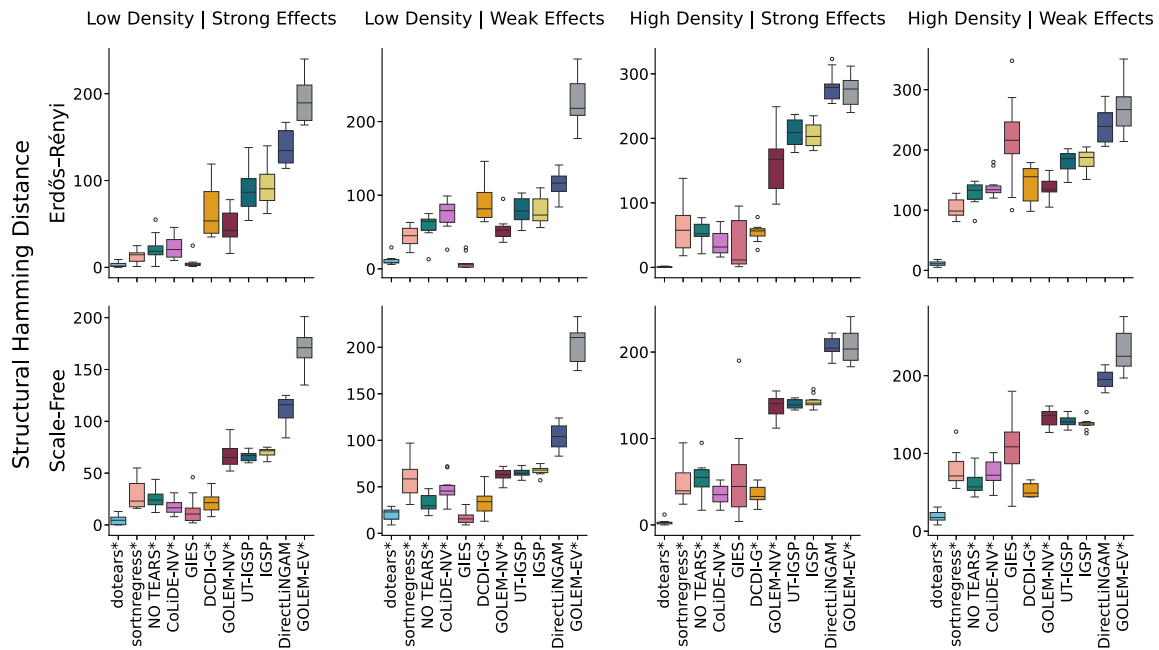 Low Density | Strong Effects
Low Density | Weak Effects
High Density | Strong Effects
High Density | Weak Effects
Structural Hamming Distance
Erdős–Rényi
200
100
0
200
100
0
300
200
100
0
300
200
100
0
Scale-Free
200
150
100
50
0
200
150
100
50
0
200
100
0
200
100
0
dotears*
sortnregress*
NO TEARS*
CoLiDE-NV*
GIES
DCDI-G*
GOLEM-NV*
UT-IGSP
IGSP
DirectLiNGAM
GOLEM-EV*
dotears*
sortnregress*
NO TEARS*
CoLiDE-NV*
GIES
DCDI-G*
GOLEM-NV*
UT-IGSP
IGSP
DirectLiNGAM
GOLEM-EV*
dotears*
sortnregress*
NO TEARS*
CoLiDE-NV*
GIES
DCDI-G*
GOLEM-NV*
UT-IGSP
IGSP
DirectLiNGAM
GOLEM-EV*
dotears*
sortnregress*
NO TEARS*
CoLiDE-NV*
GIES
DCDI-G*
GOLEM-NV*
UT-IGSP
IGSP
DirectLiNGAM
GOLEM-EV*